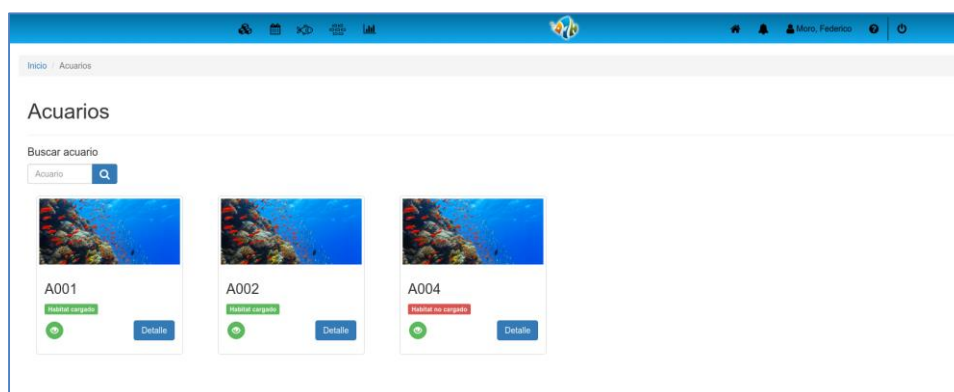 Moro, Federico
Inicio / Acuarios
Acuarios
Buscar acuario
Acuario
A001
Habitat cargado
Detalle
A002
Habitat cargado
Detalle
A004
Habitat no cargado
Detalle